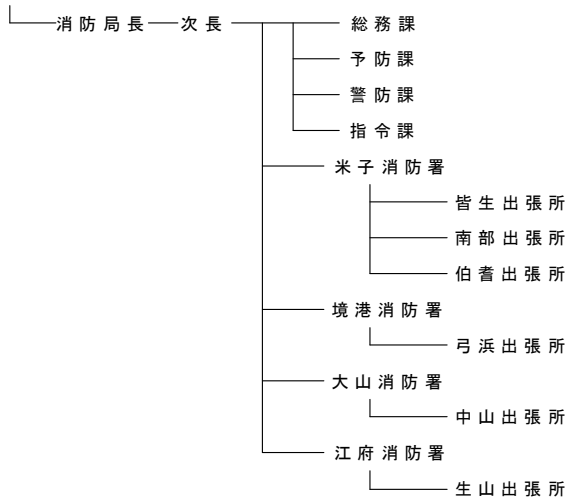 消防局長 次長 総務課
予防課
警防課
指令課
米子消防署
皆生出張所
南部出張所
伯耆出張所
境港消防署
弓浜出張所
大山消防署
中山出張所
江府消防署
生山出張所